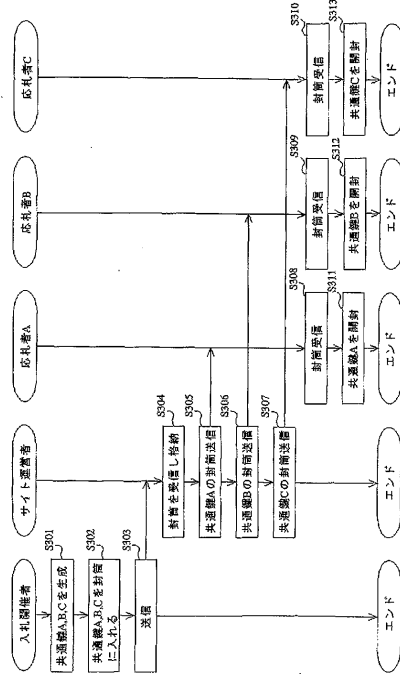 入札開催者
サイト運営者
応札者A
応札者B
応札者C
S301
共通鍵A,B,Cを生成
S302
共通鍵A,B,Cを封筒
に入れる
S303
送信
S304
封筒を受信し格納
S305
共通鍵Aの封筒送信
S306
共通鍵Bの封筒送信
S307
共通鍵Cの封筒送信
S308
封筒受信
S309
封筒受信
S310
封筒受信
S311
共通鍵Aを開封
S312
共通鍵Bを開封
S313
共通鍵Cを開封
エンド
エンド
エンド
エンド
エンド